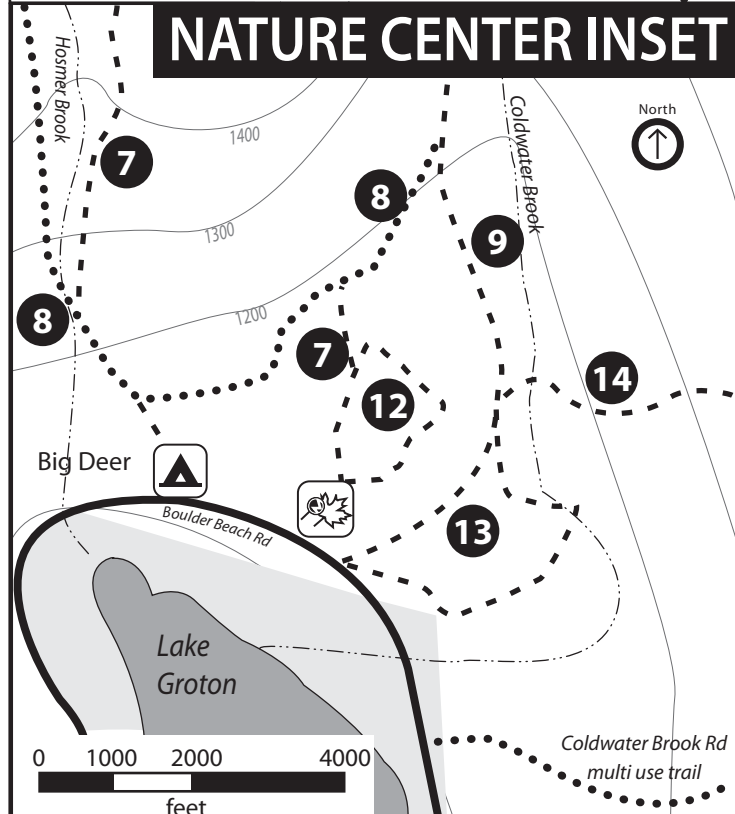 NATURE CENTER INSET
Hosmer Brook
Coldwater Brook
North
1400
7
8
1300
9
8
1200
7
14
12
Big Deer
Boulder Beach Rd
13
Lake
Groton
Coldwater Brook Rd
multi use trail
0 1000 2000 4000
feet